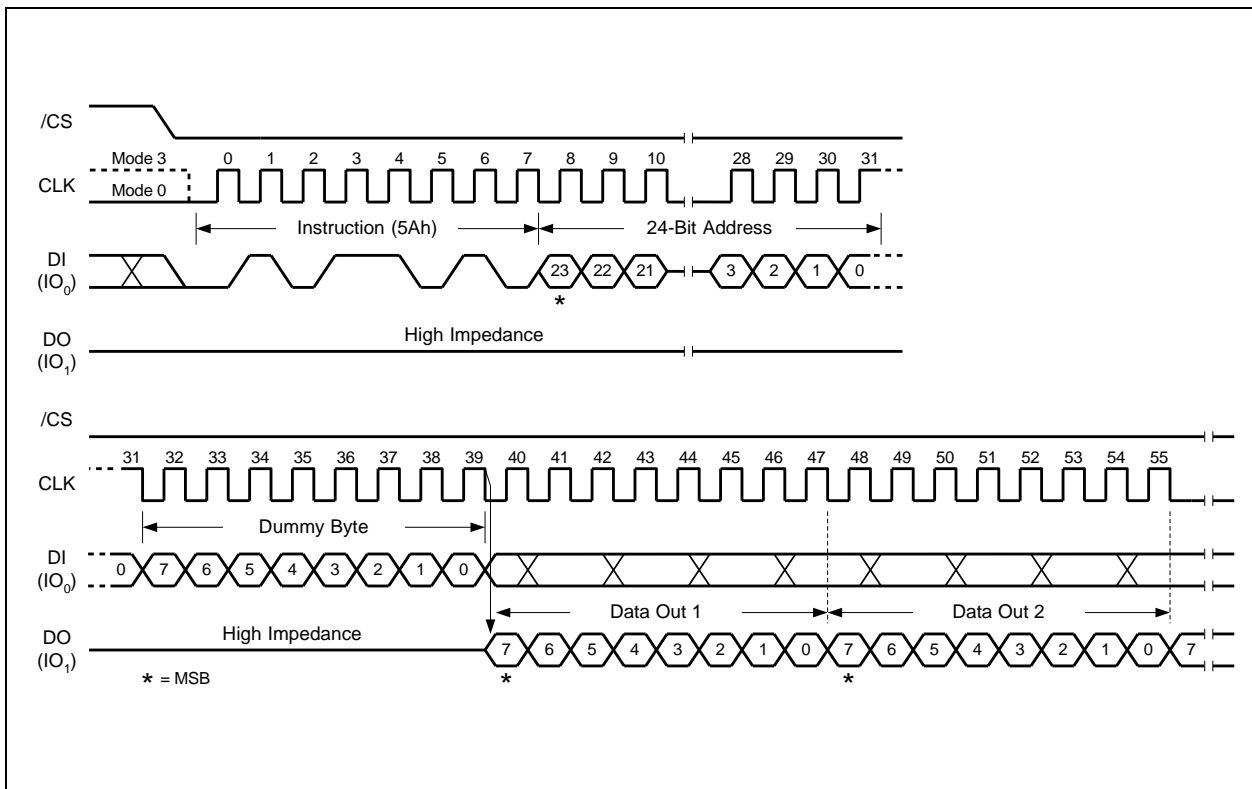 /CS
Mode 3 0 1 2 3 4 5 6 7 8 9 10 28 29 30 31
CLK Mode 0
Instruction (5Ah) 24-Bit Address
DI (IO0) 23 22 21 3 2 1 0
*
DO (IO1) High Impedance
/CS
31 32 33 34 35 36 37 38 39 40 41 42 43 44 45 46 47 48 49 50 51 52 53 54 55
CLK
Dummy Byte
DI (IO0) 0 7 6 5 4 3 2 1 0
Data Out 1 Data Out 2
DO (IO1) High Impedance 7 6 5 4 3 2 1 0 7 6 5 4 3 2 1 0 7
* = MSB * *